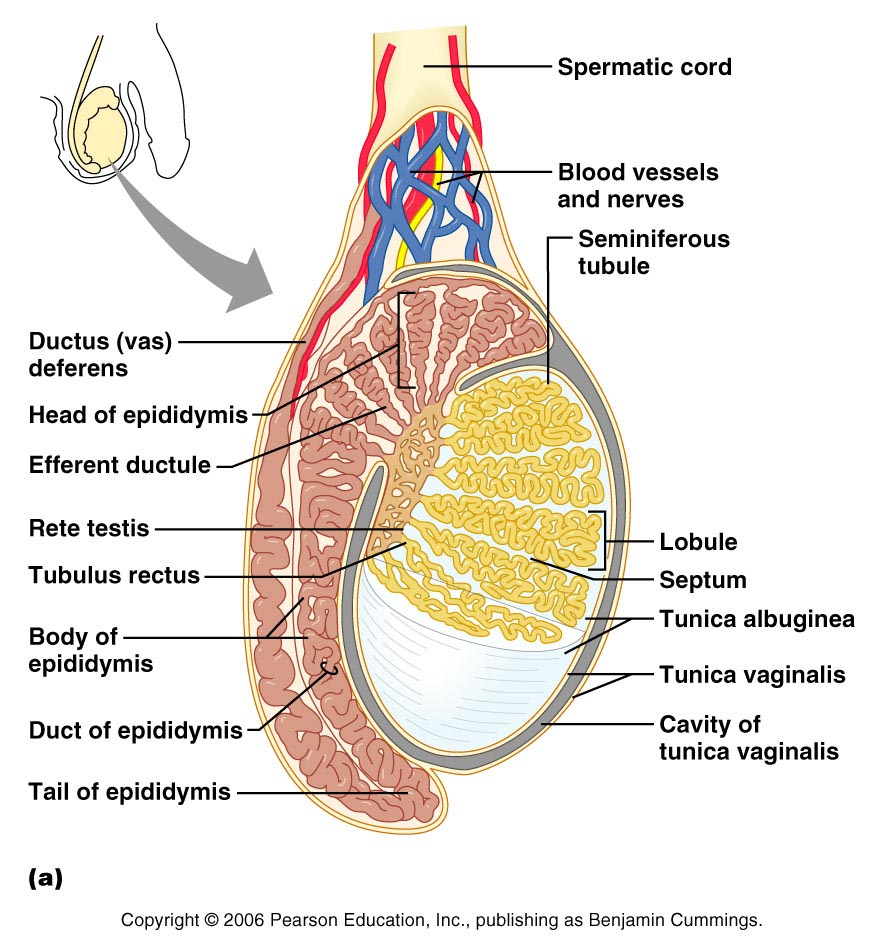 Spermatic cord
Blood vessels
and nerves
Seminiferous
tubule
Ductus (vas)
deferens
Head of epididymis
Efferent ductule
Rete testis
Tubulus rectus
Body of
epididymis
Duct of epididymis
Tail of epididymis
Lobule
Septum
Tunica albuginea
Tunica vaginalis
Cavity of
tunica vaginalis
(a)
Copyright © 2006 Pearson Education, Inc., publishing as Benjamin Cummings.